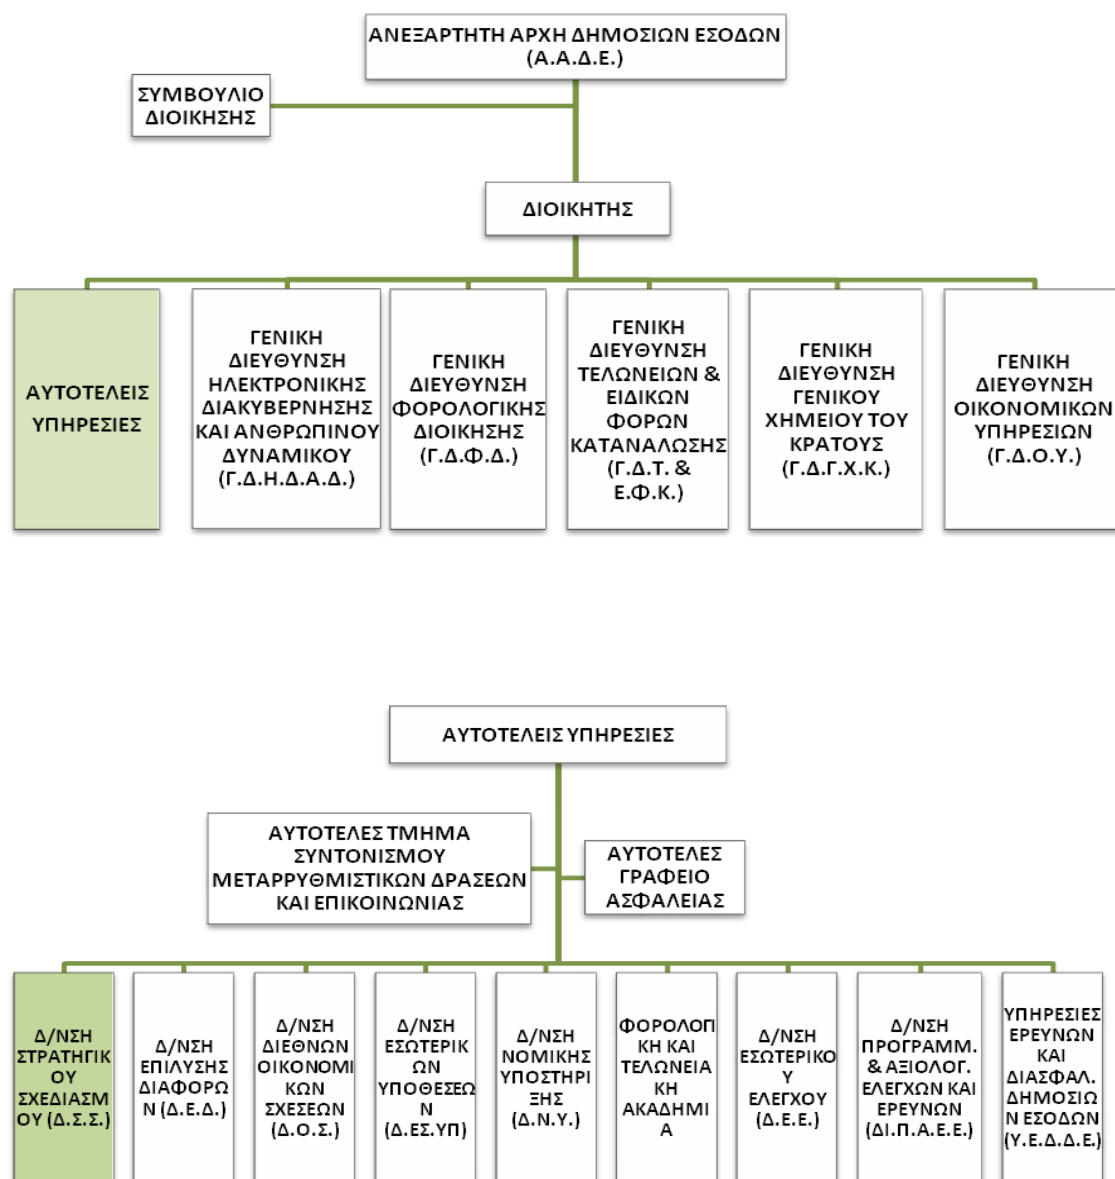 ΑΝΕΞΑΡΤΗΤΗ ΑΡΧΗ ΔΗΜΟΣΙΩΝ ΕΣΟΔΩΝ
(Α.Α.Δ.Ε.)
ΣΥΜΒΟΥΛΙΟ
ΔΙΟΙΚΗΣΗΣ
ΔΙΟΙΚΗΤΗΣ
ΑΥΤΟΤΕΛΕΙΣ
ΥΠΗΡΕΣΙΕΣ
ΓΕΝΙΚΗ
ΔΙΕΥΘΥΝΣΗ
ΗΛΕΚΤΡΟΝΙΚΗΣ
ΔΙΑΚΥΒΕΡΝΗΣΗΣ
ΚΑΙ ΑΝΘΡΩΠΙΝΟΥ
ΔΥΝΑΜΙΚΟΥ
(Γ.Δ.Η.Δ.Α.Δ.)
ΓΕΝΙΚΗ
ΔΙΕΥΘΥΝΣΗ
ΦΟΡΟΛΟΓΙΚΗΣ
ΔΙΟΙΚΗΣΗΣ
(Γ.Δ.Φ.Δ.)
ΓΕΝΙΚΗ
ΔΙΕΥΘΥΝΣΗ
ΤΕΛΩΝΕΙΩΝ &
ΕΙΔΙΚΩΝ
ΦΟΡΩΝ
ΚΑΤΑΝΑΛΩΣΗΣ
(Γ.Δ.Τ. &
Ε.Φ.Κ.)
ΓΕΝΙΚΗ
ΔΙΕΥΘΥΝΣΗ
ΓΕΝΙΚΟΥ
ΧΗΜΕΙΟΥ ΤΟΥ
ΚΡΑΤΟΥΣ
(Γ.Δ.Γ.Χ.Κ.)
ΓΕΝΙΚΗ
ΔΙΕΥΘΥΝΣΗ
ΟΙΚΟΝΟΜΙΚΩΝ
ΥΠΗΡΕΣΙΩΝ
(Γ.Δ.Ο.Υ.)
ΑΥΤΟΤΕΛΕΙΣ ΥΠΗΡΕΣΙΕΣ
ΑΥΤΟΤΕΛΕΣ ΤΜΗΜΑ
ΣΥΝΤΟΝΙΣΜΟΥ
ΜΕΤΑΡΡΥΘΜΙΣΤΙΚΩΝ ΔΡΑΣΕΩΝ
ΚΑΙ ΕΠΙΚΟΙΝΩΝΙΑΣ
ΑΥΤΟΤΕΛΕΣ
ΓΡΑΦΕΙΟ
ΑΣΦΑΛΕΙΑΣ
Δ/ΝΣΗ
ΣΤΡΑΤΗΓΙΚ
ΟΥ
ΣΧΕΔΙΑΣΜ
ΟΥ (Δ.Σ.Σ.)
Δ/ΝΣΗ
ΕΠΙΛΥΣΗΣ
ΔΙΑΦΟΡΩ
Ν (Δ.Ε.Δ.)
Δ/ΝΣΗ
ΔΙΕΘΝΩΝ
ΟΙΚΟΝΟΜΙ
ΚΩΝ
ΣΧΕΣΕΩΝ
(Δ.Ο.Σ.)
Δ/ΝΣΗ
ΕΣΩΤΕΡΙΚ
ΩΝ
ΥΠΟΘΕΣΕΩ
Ν
(Δ.ΕΣ.ΥΠ)
Δ/ΝΣΗ
ΝΟΜΙΚΗΣ
ΥΠΟΣΤΗΡΙ
ΞΗΣ
(Δ.Ν.Υ.)
ΦΟΡΟΛΟΓΙ
ΚΗ ΚΑΙ
ΤΕΛΩΝΕΙΑ
ΚΗ
ΑΚΑΔΗΜΙ
Α
Δ/ΝΣΗ
ΕΣΩΤΕΡΙΚΟ
Υ
ΕΛΕΓΧΟΥ
(Δ.Ε.Ε.)
Δ/ΝΣΗ
ΠΡΟΓΡΑΜΜ.
& ΑΞΙΟΛΟΓ.
ΕΛΕΓΧΩΝ ΚΑΙ
ΕΡΕΥΝΩΝ
(ΔΙ.Π.Α.Ε.Ε.)
ΥΠΗΡΕΣΙΕΣ
ΕΡΕΥΝΩΝ
ΚΑΙ
ΔΙΑΣΦΑΛ.
ΔΗΜΟΣΙΩ
Ν ΕΣΟΔΩΝ
(Υ.Ε.Δ.Δ.Ε.)